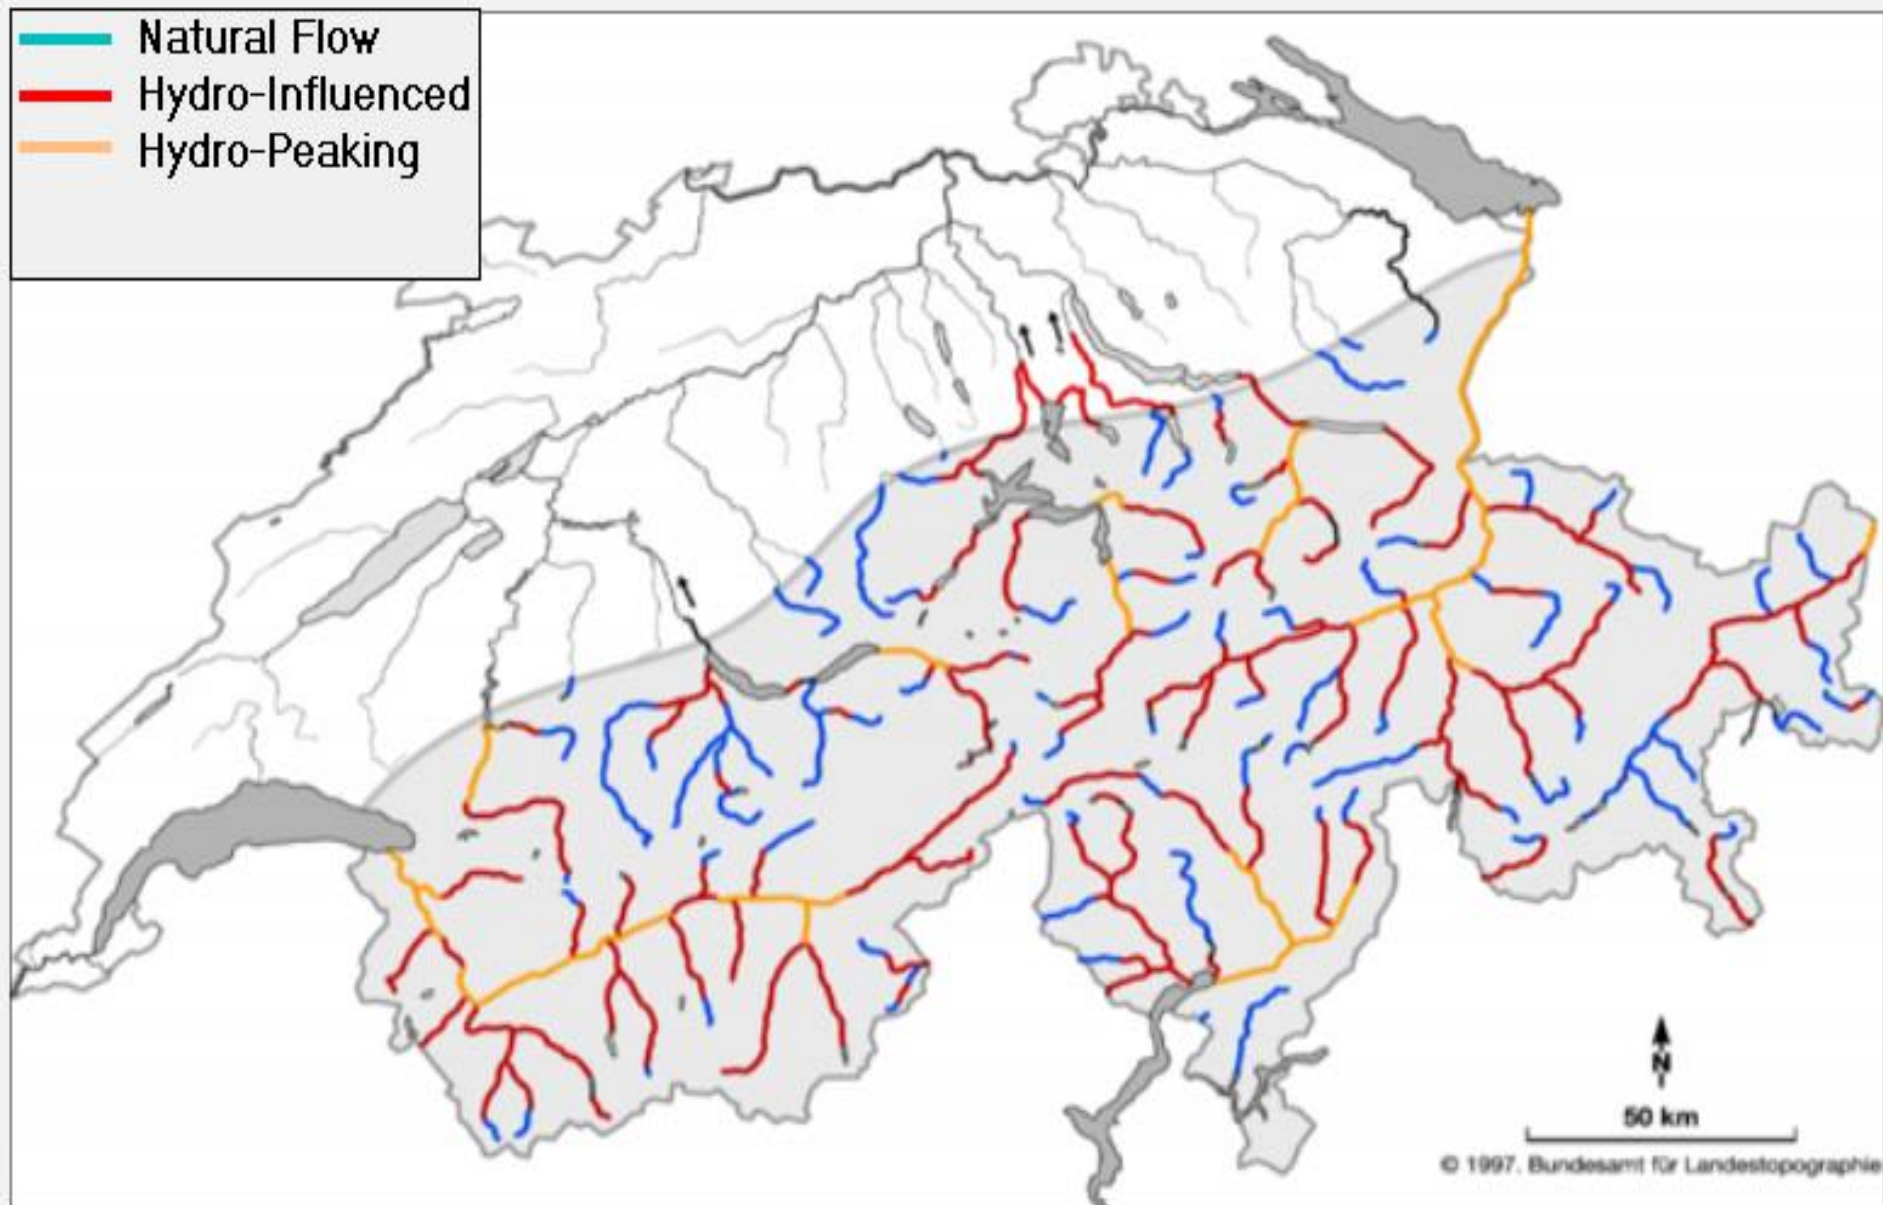 Natural Flow
Hydro-Influenced
Hydro-Peaking
N
50 km
© 1997. Bundesamt für Landestopographie